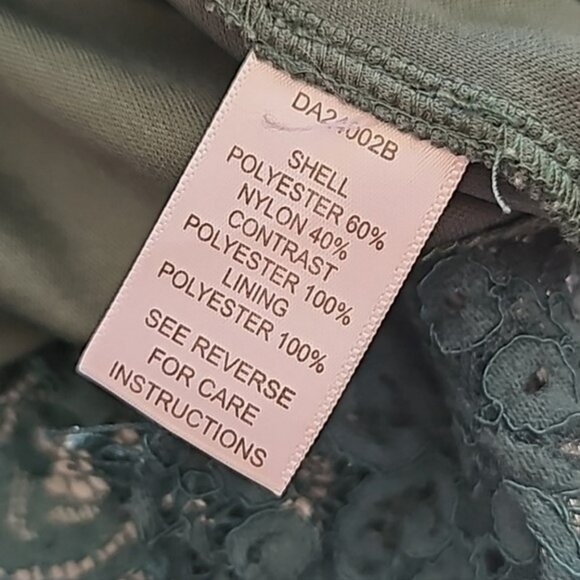 DA24002B
SHELL
POLYESTER 60%
NYLON 40%
CONTRAST
POLYESTER 100%
LINING
POLYESTER 100%
SEE REVERSE
FOR CARE
INSTRUCTIONS